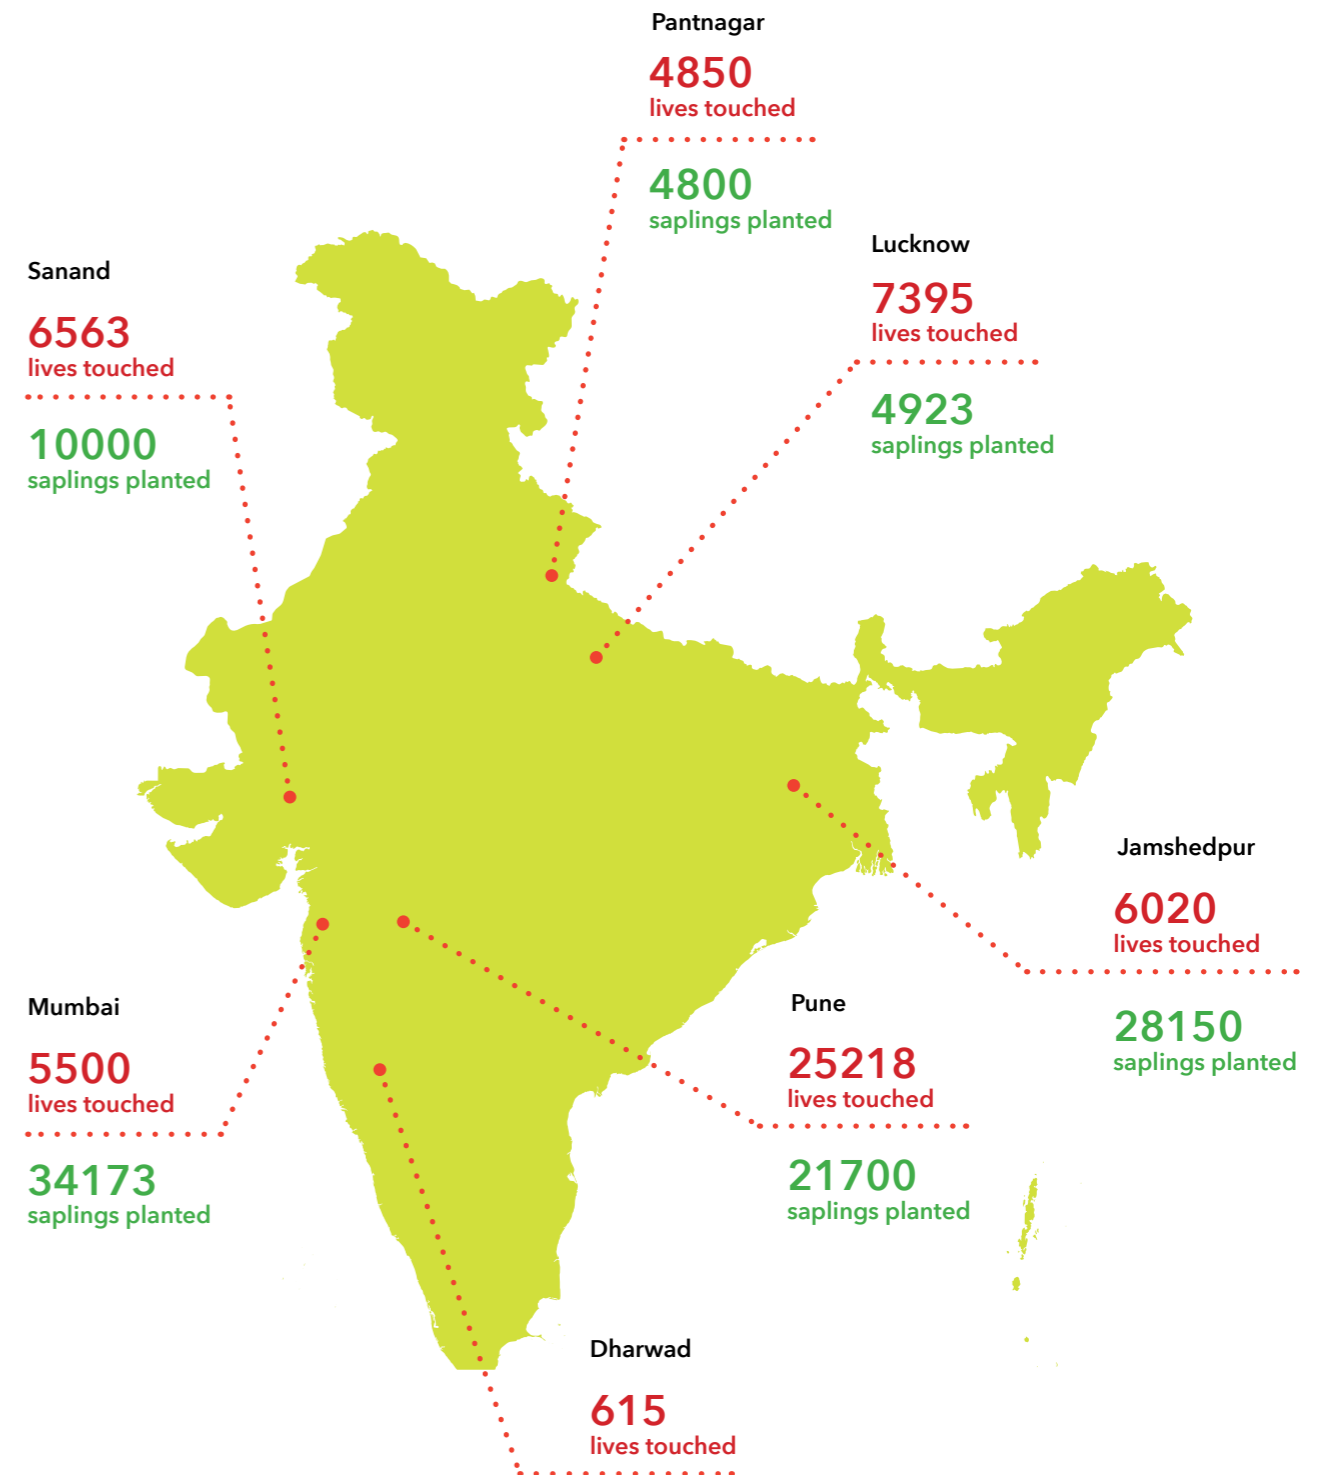 Pantnagar
4850
lives touched
4800
saplings planted
Lucknow
7395
lives touched
4923
saplings planted
Sanand
6563
lives touched
10000
saplings planted
Jamshedpur
6020
lives touched
28150
saplings planted
Mumbai
5500
lives touched
34173
saplings planted
Pune
25218
lives touched
21700
saplings planted
Dharwad
615
lives touched